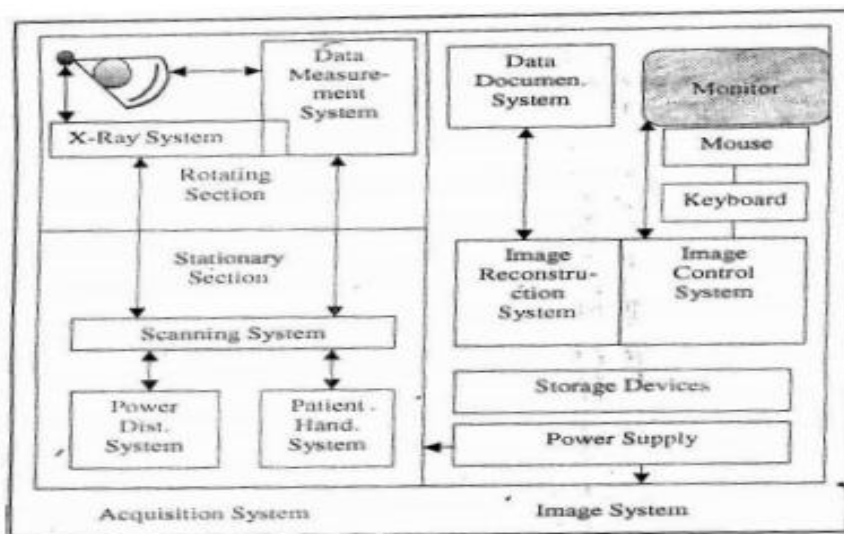 Data
Measure-
ment
System
X-Ray System
Rotating
Section
Stationary
Section
Scanning System
Power
Dist.
System
Patient
Hand.
System
Acquisition System
Data
Documen.
System
Monitor
Mouse
Keyboard
Image
Reconstru-
ction
System
Image
Control
System
Storage Devices
Power Supply
Image System